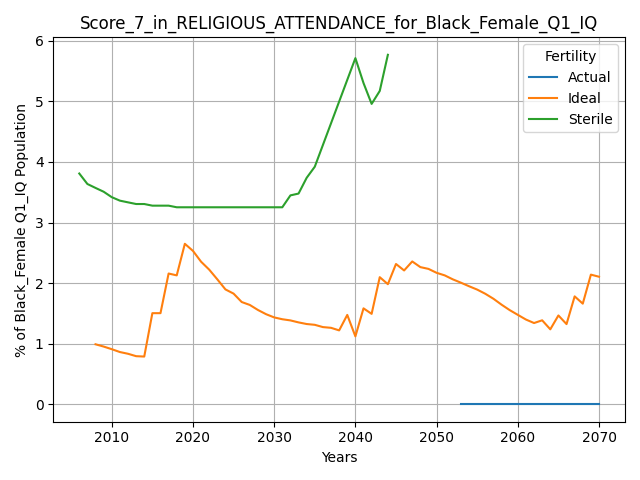 Score_7_in_RELIGIOUS_ATTENDANCE_for_Black_Female_Q1_IQ
% of Black_Female Q1_IQ Population
6
5
4
3
2
1
0
Fertility
Actual
Ideal
Sterile
2010 2020 2030 2040 2050 2060 2070
Years